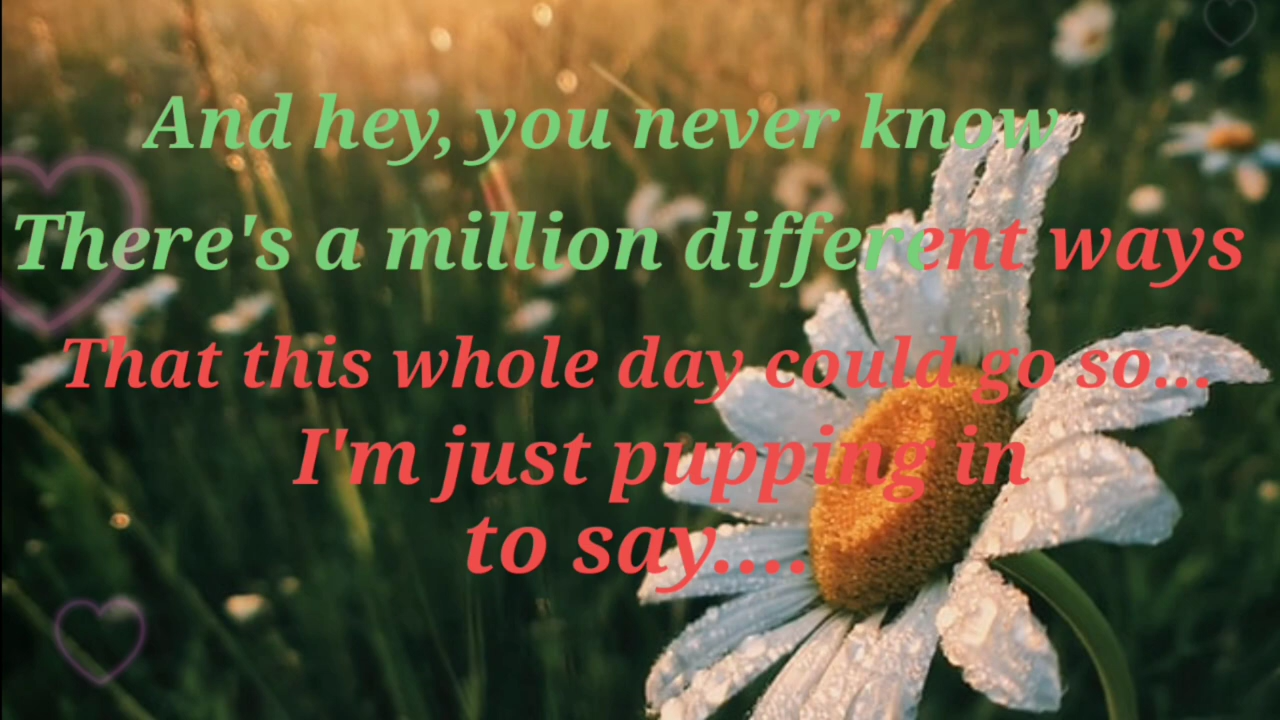 And hey, you never know
There's a million different ways
That this whole day could go so...
I'm just pupping in
to say....